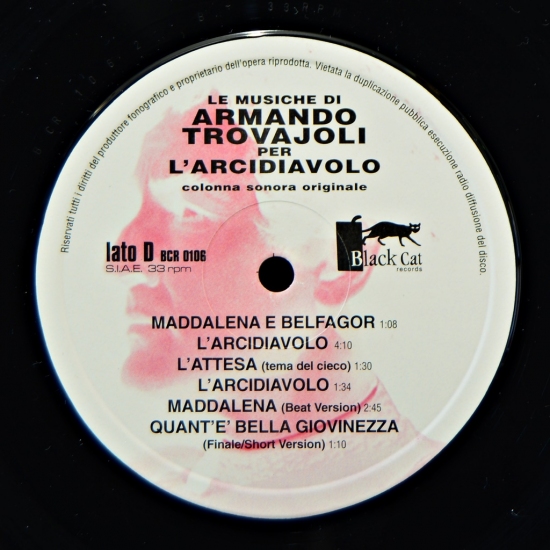 Riservati tutti i diritti del produttore fonografico e proprietario dell'opera riprodotta. Vietata la duplicazione pubblica esecuzione radio diffusione del disco.
LE MUSICHE DI
ARMANDO
TROVAJOLI
PER
L'ARCIDIAVOLO
colonna sonora originale
lato D BCR 0106
S.I.A.E. 33 rpm
Black Cat
records
MADDALENA E BELFAGOR 1:08
L'ARCIDIAVOLO 4:10
L'ATTESA (tema del cieco) 1:30
L'ARCIDIAVOLO 1:34
MADDALENA (Beat Version) 2:45
QUANT'E' BELLA GIOVINEZZA
(Finale/Short Version) 1:10